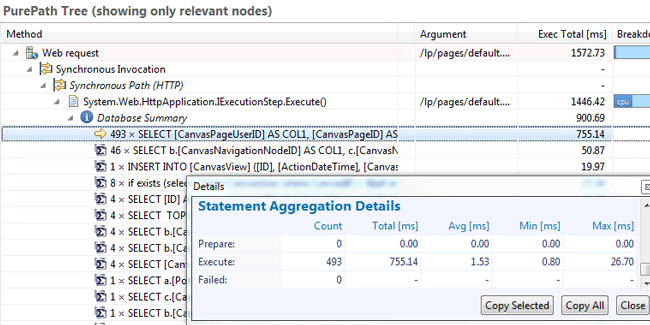 PurePath Tree (showing only relevant nodes)
Method Argument Exec Total [ms] Breakdo
Web request /lp/pages/default.... 1572.73
Synchronous Invocation -
Synchronous Path (HTTP) -
System.Web.HttpApplication.IExecutionStep.Execute() /lp/pages/default.... 1446.42 cpu
Database Summary 900.69
493 × SELECT [CanvasPageUserID] AS COL1, [CanvasPageID] AS 755.14
46 × SELECT b.[CanvasNavigationNodeID] AS COL1, c.[CanvasN 50.87
1 × INSERT INTO [CanvasView] ([ID], [ActionDateTime], [Canvas 19.97
8 × if exists (selec
4 × SELECT [ID] A
4 × SELECT TOP
4 × SELECT b.[
4 × SELECT b.[
4 × SELECT [Can
1 × SELECT a.[Po
1 × SELECT c.[Ca
1 × SELECT b.[Ca
Details
Statement Aggregation Details
Count Total [ms] Avg [ms] Min [ms] Max [ms]
Prepare: 0 0.00 0.00 0.00 0.00
Execute: 493 755.14 1.53 0.80 26.70
Failed: 0 - - - -
Copy Selected Copy All Close